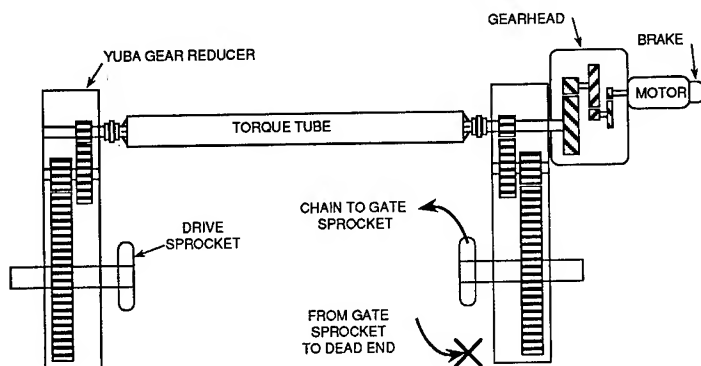 GEARHEAD
BRAKE
YUBA GEAR REDUCER
MOTOR
TORQUE TUBE
CHAIN TO GATE
SPROCKET
DRIVE
SPROCKET
FROM GATE
SPROCKET
TO DEAD END